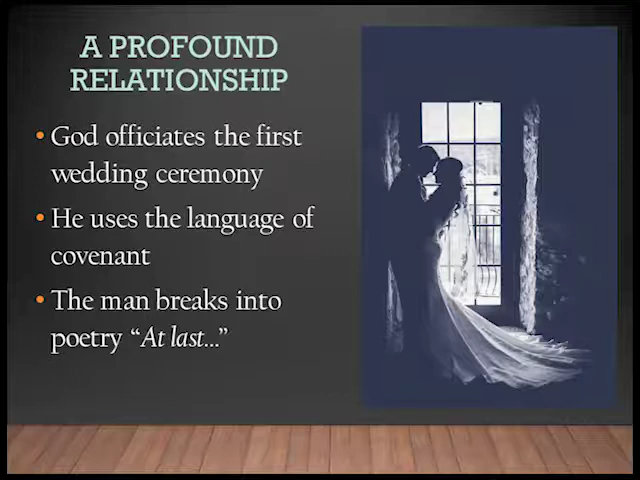 A PROFOUND
RELATIONSHIP
• God officiates the first
wedding ceremony
• He uses the language of
covenant
• The man breaks into
poetry “At last…”